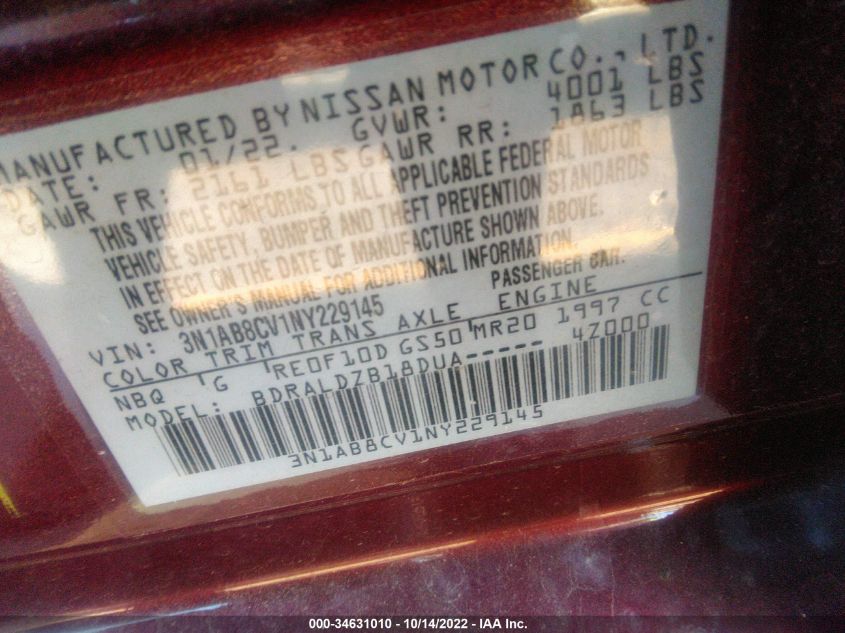 MANUFACTURED BY NISSAN MOTOR CO., LTD.
DATE: 01/22. GVWR: 4001 LBS
GAWR FR: 2161 LBS GAWR RR: 1863 LBS
THIS VEHICLE CONFORMS TO ALL APPLICABLE FEDERAL MOTOR
VEHICLE SAFETY, BUMPER AND THEFT PREVENTION STANDARDS
IN EFFECT ON THE DATE OF MANUFACTURE SHOWN ABOVE.
SEE OWNER'S MANUAL FOR ADDITIONAL INFORMATION.
VIN: 3N1AB8CV1NY229145 PASSENGER CAR.
COLOR TRIM TRANS AXLE ENGINE
NBQ 'G 'RE0F10D GS50'MR20 1997 CC
MODEL: BDRALDZB18DUA----- 4Z000
3N1AB8CV1NY229145
000-34631010 - 10/14/2022 - IAA Inc.